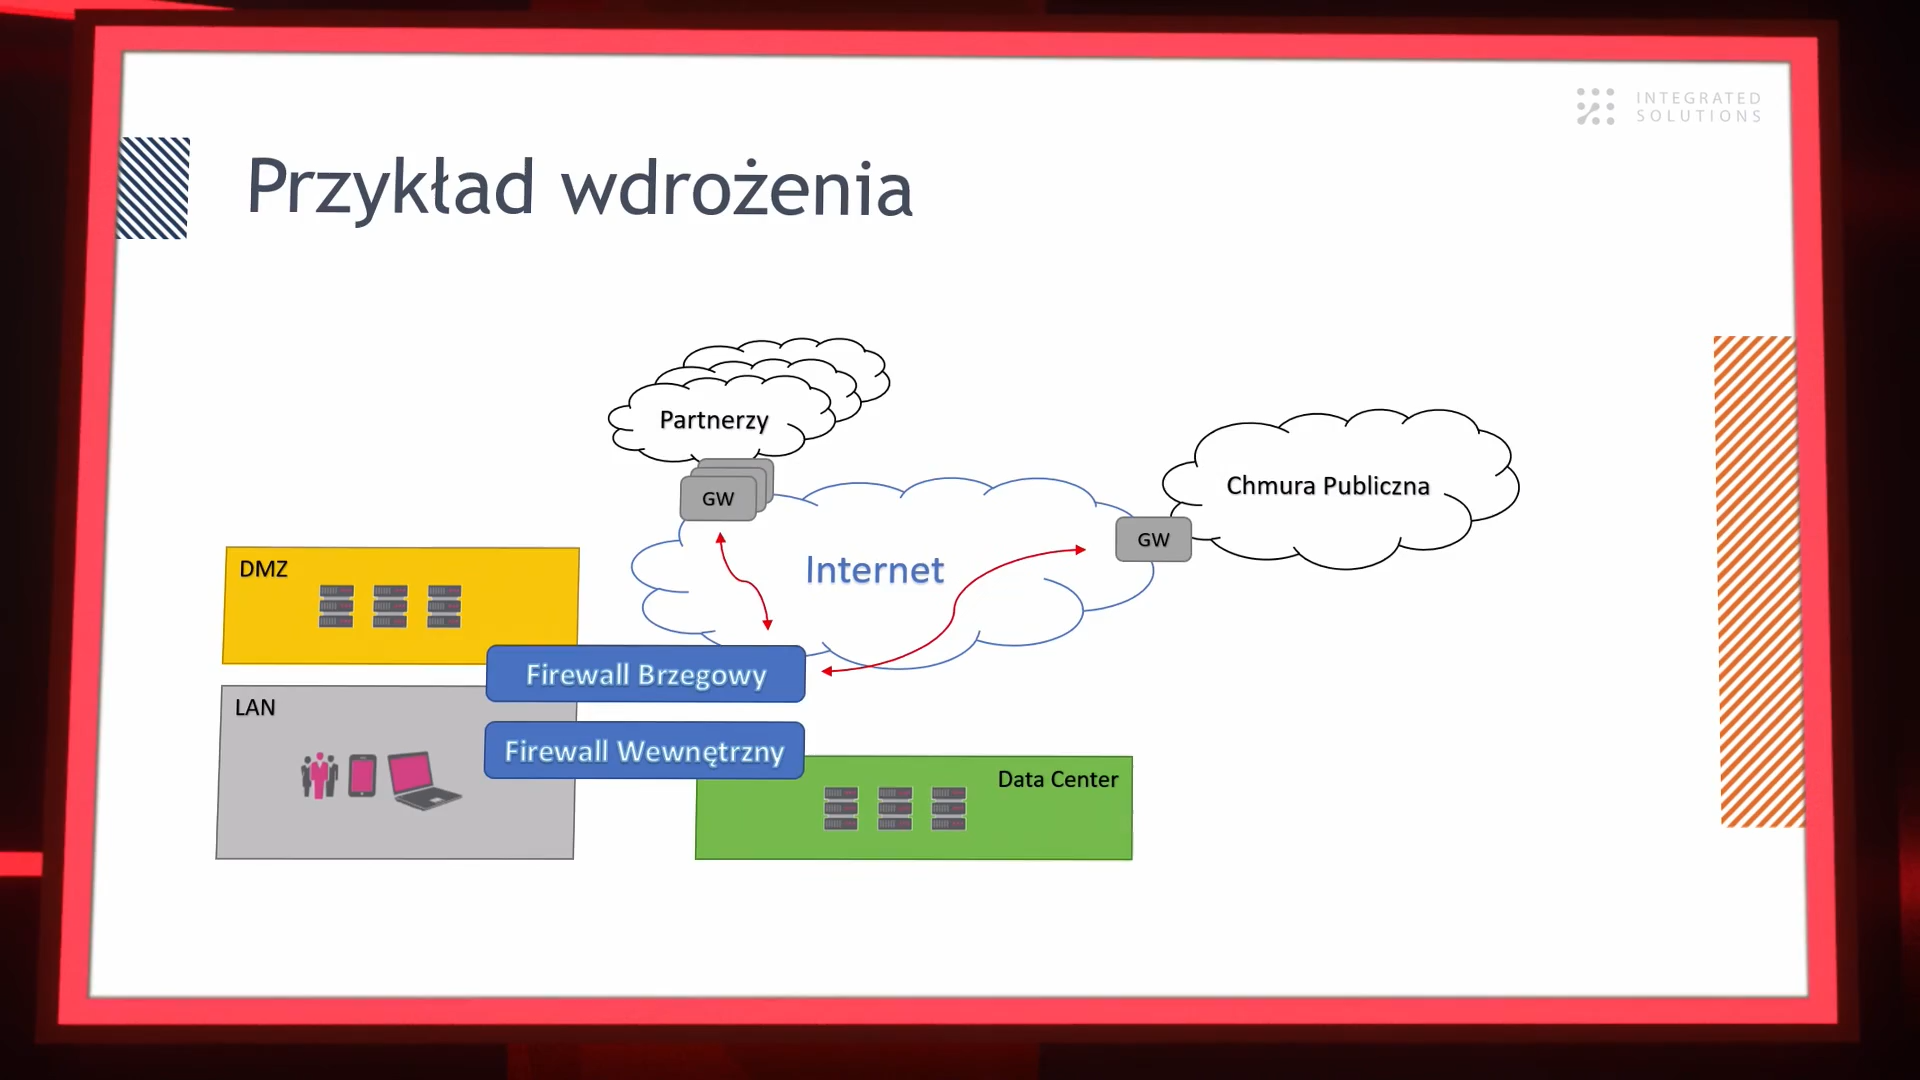 INTEGRATED
SOLUTIONS
Przykład wdrożenia
Partnerzy
GW
Chmura Publiczna
GW
Internet
DMZ
Firewall Brzegowy
LAN
Firewall Wewnętrzny
Data Center